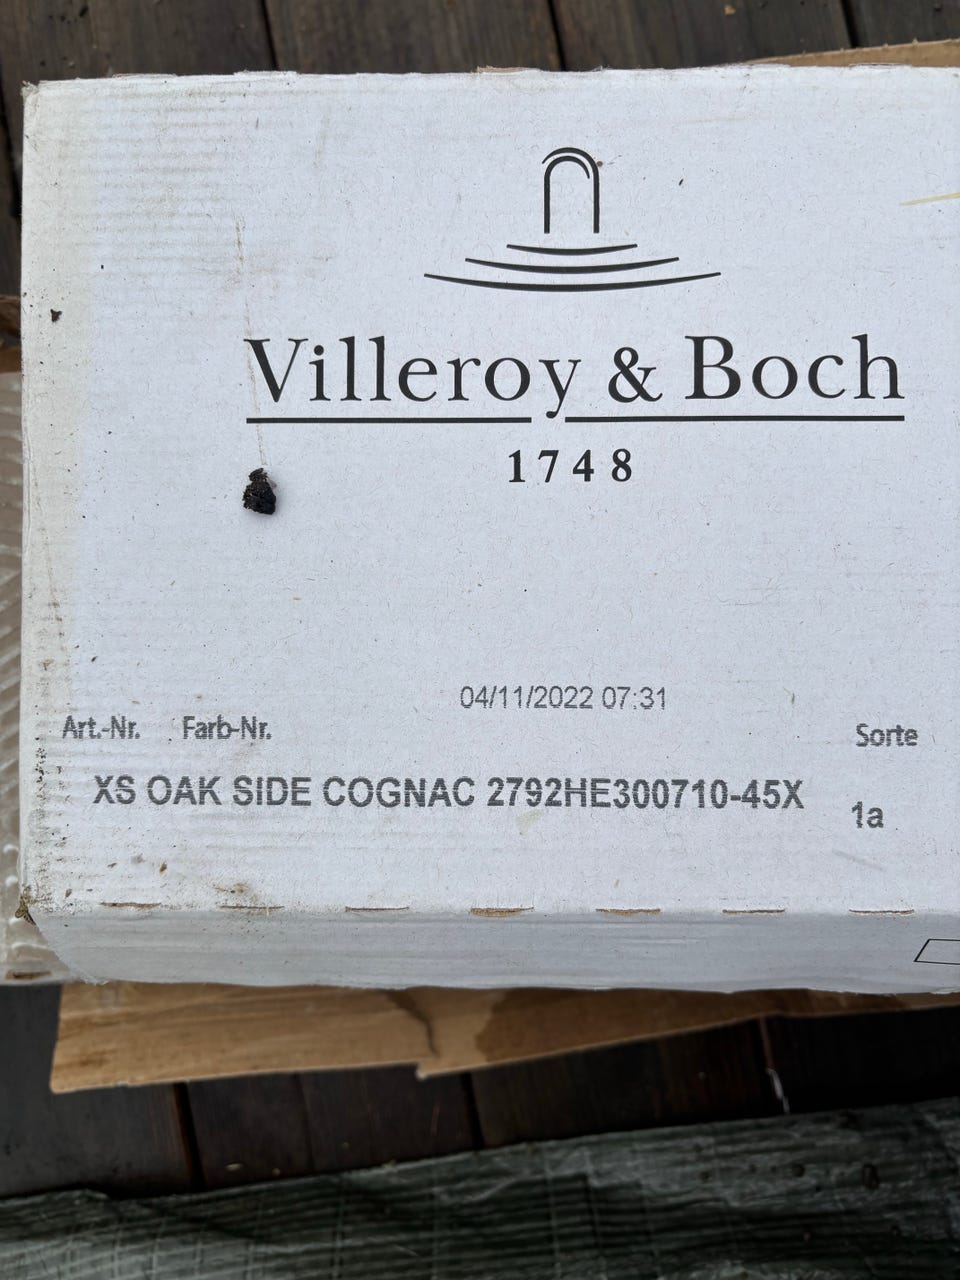 Villeroy & Boch
1748
04/11/2022 07:31
Art.-Nr. Farb-Nr. Sorte
XS OAK SIDE COGNAC 2792HE300710-45X
1a